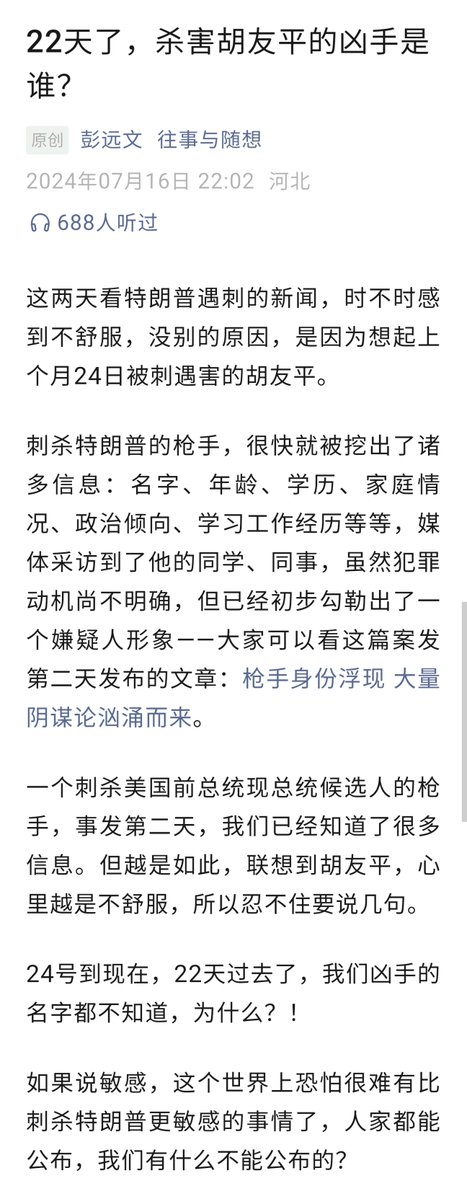 22天了，杀害胡友平的凶手是
谁？
原创 彭远文 往事与随想
2024年07月16日 22:02 河北
688人听过
这两天看特朗普遇刺的新闻，时不时感
到不舒服，没别的原因，是因为想起上
个月24日被刺遇害的胡友平。
刺杀特朗普的枪手，很快就被挖出了诸
多信息：名字、年龄、学历、家庭情
况、政治倾向、学习工作经历等等，媒
体采访到了他的同学、同事，虽然犯罪
动机尚不明确，但已经初步勾勒出了一
个嫌疑人形象——大家可以看这篇案发
第二天发布的文章：枪手身份浮现 大量
阴谋论汹涌而来。
一个刺杀美国前总统现总统候选人的枪
手，事发第二天，我们已经知道了很多
信息。但越是如此，联想到胡友平，心
里越是不舒服，所以忍不住要说几句。
24号到现在，22天过去了，我们凶手的
名字都不知道，为什么？！
如果说敏感，这个世界上恐怕很难有比
刺杀特朗普更敏感的事情了，人家都能
公布，我们有什么不能公布的？